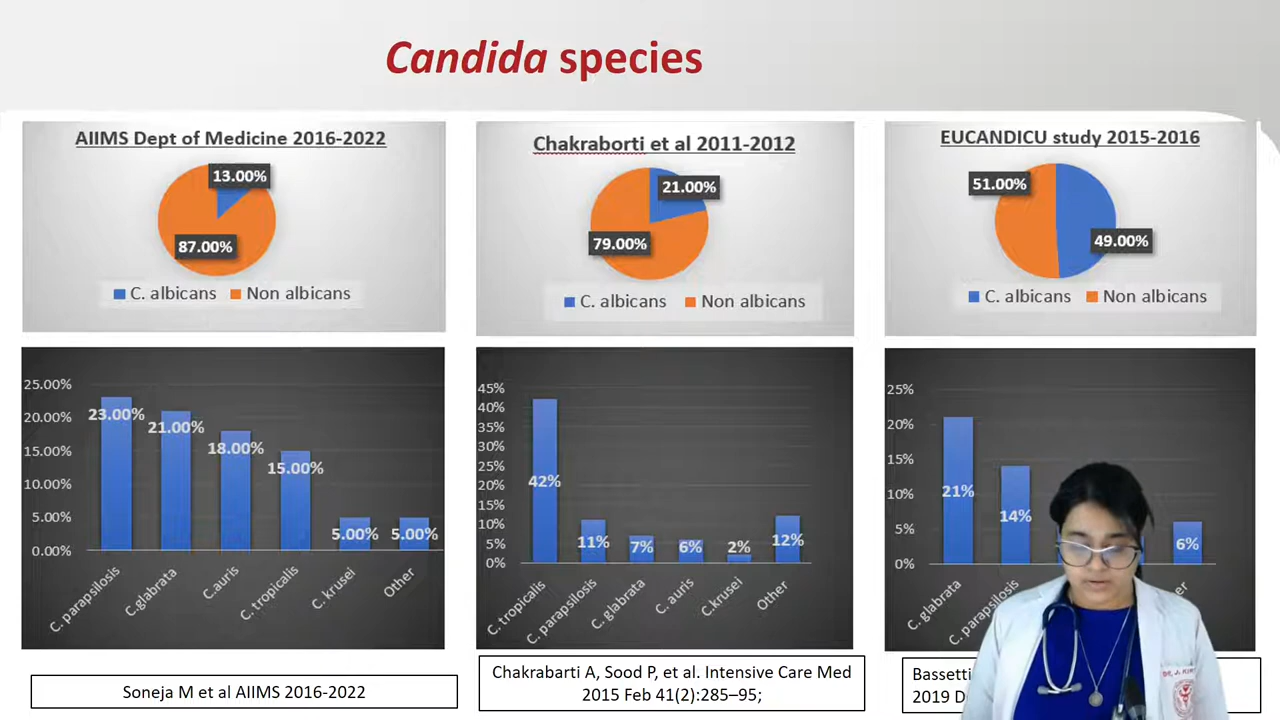 Candida species
AIIMS Dept of Medicine 2016-2022
13.00%
87.00%
C. albicans Non albicans
Chakraborti et al 2011-2012
21.00%
79.00%
C. albicans Non albicans
EUCANDICU study 2015-2016
51.00%
49.00%
C. albicans Non albicans
25.00%
20.00%
15.00%
10.00%
5.00%
0.00%
23.00%
21.00%
18.00%
15.00%
5.00%
5.00%
C. parapsilosis
C.glabrata
C.auris
C. tropicalis
C. krusei
Other
45%
40%
35%
30%
25%
20%
15%
10%
5%
0%
42%
11%
7%
6%
2%
12%
C. tropicalis
C. parapsilosis
C. glabrata
C. auris
C.krusei
Other
25%
20%
15%
10%
5%
0%
21%
14%
6%
C. glabrata
C. parapsilosis
Soneja M et al AIIMS 2016-2022
Chakrabarti A, Sood P, et al. Intensive Care Med
2015 Feb 41(2):285–95;
Bassetti
2019
DR. J.